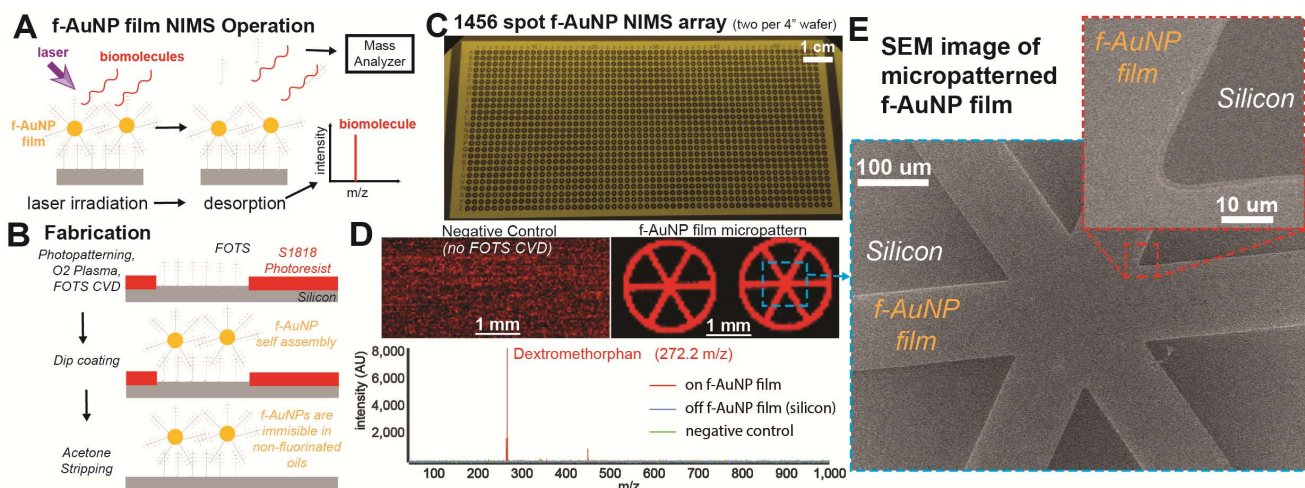 A
f-AuNP film NIMS Operation
laser
biomolecules
Mass
Analyzer
f-AuNP
film
intensity
biomolecule
m/z
laser irradiation
desorption
B
Fabrication
Photopatterning,
O2 Plasma,
FOTS CVD
FOTS
S1818
Photoresist
Silicon
f-AuNP
self assembly
Dip coating
f-AuNPs are
immisible in
non-fluorinated
oils
Acetone
Stripping
C
1456 spot f-AuNP NIMS array (two per 4" wafer)
1 cm
D
Negative Control
(no FOTS CVD)
f-AuNP film micropattern
1 mm
1 mm
8,000
6,000
4,000
2,000
intensity (AU)
Dextromethorphan (272.2 m/z)
on f-AuNP film
off f-AuNP film (silicon)
negative control
100 200 300 400 500 600 700 800 900 1,000
m/z
E
SEM image of
micropatterned
f-AuNP film
f-AuNP
film
Silicon
10 um
100 um
Silicon
f-AuNP
film